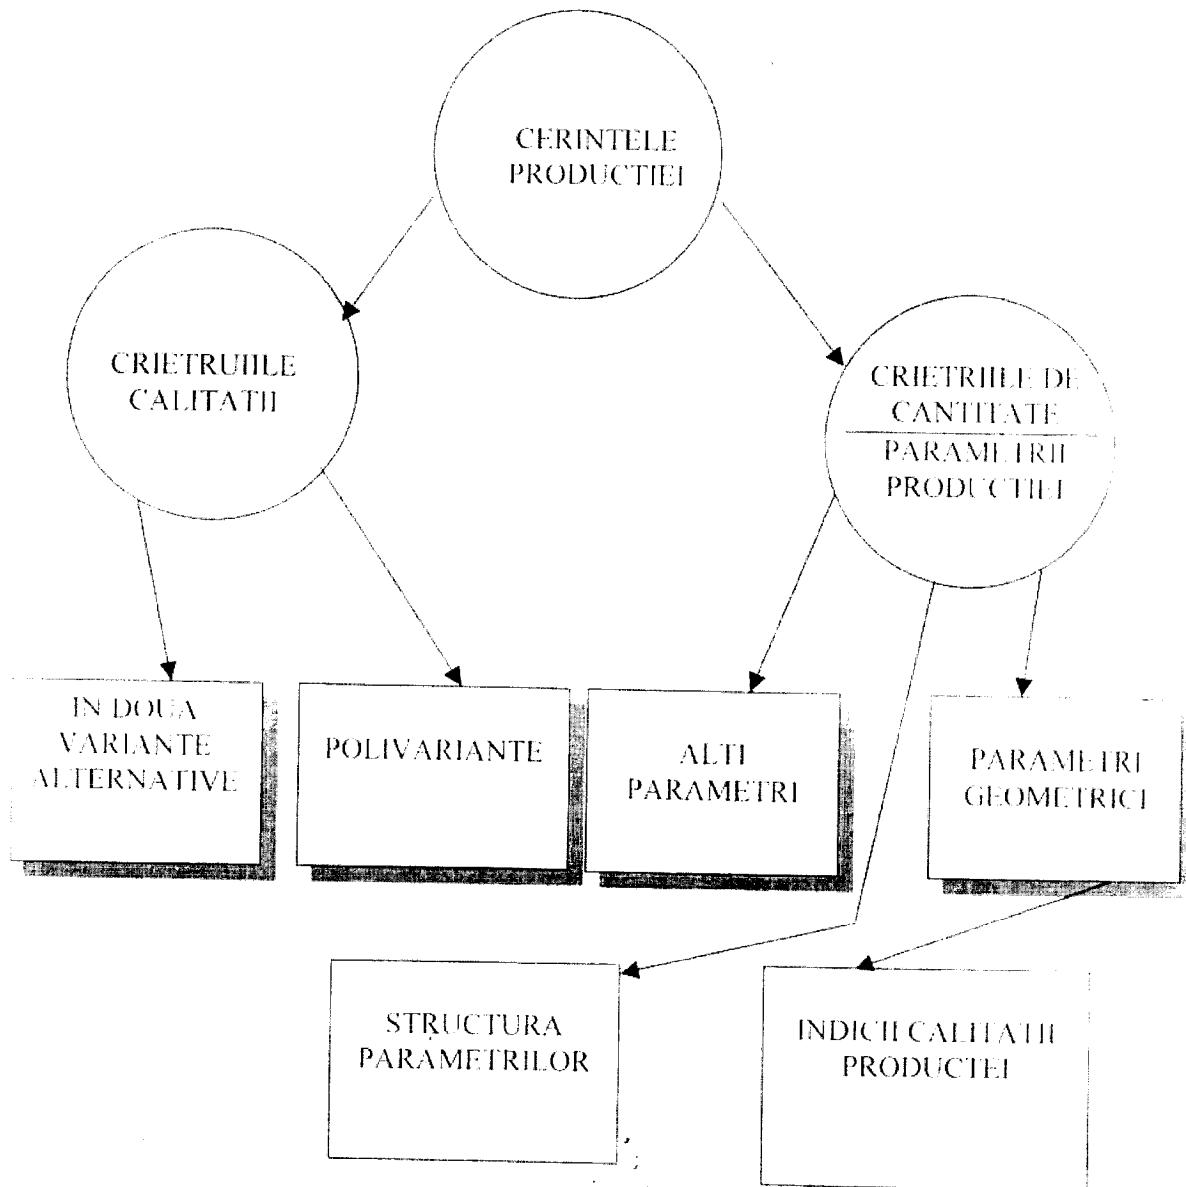 CERINTELE
PRODUCTIEI
CRIETRUIILE
CALITATII
CRIETRIILE DE
CANTITATE
PARAMETRII
PRODUCTIEI
IN DOUA
VARIANTE
ALTERNATIVE
POLIVARIANTE
ALTI
PARAMETRI
PARAMETRI
GEOMETRICI
STRUCTURA
PARAMETRILOR
INDICII CALITATII
PRODUCTEI